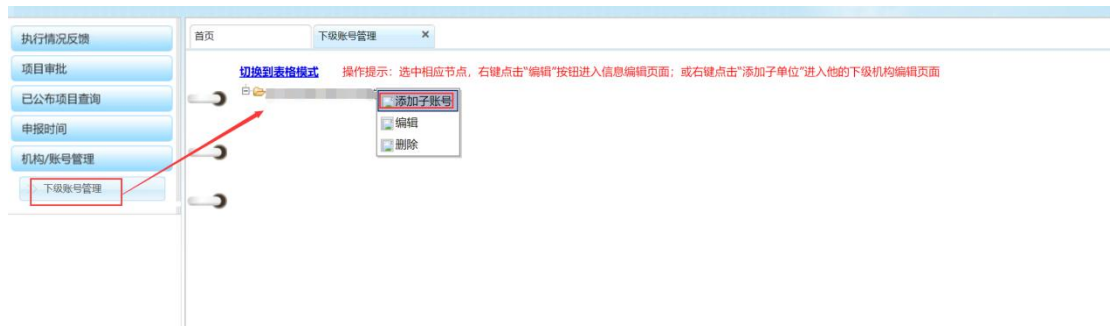 执行情况反馈
项目审批
已公布项目查询
申报时间
机构/账号管理
下级账号管理
首页
下级账号管理 ×
切换到表格模式 操作提示：选中相应节点，右键点击"编辑"按钮进入信息编辑页面；或右键点击"添加子单位"进入他的下级机构编辑页面
添加子账号
编辑
删除